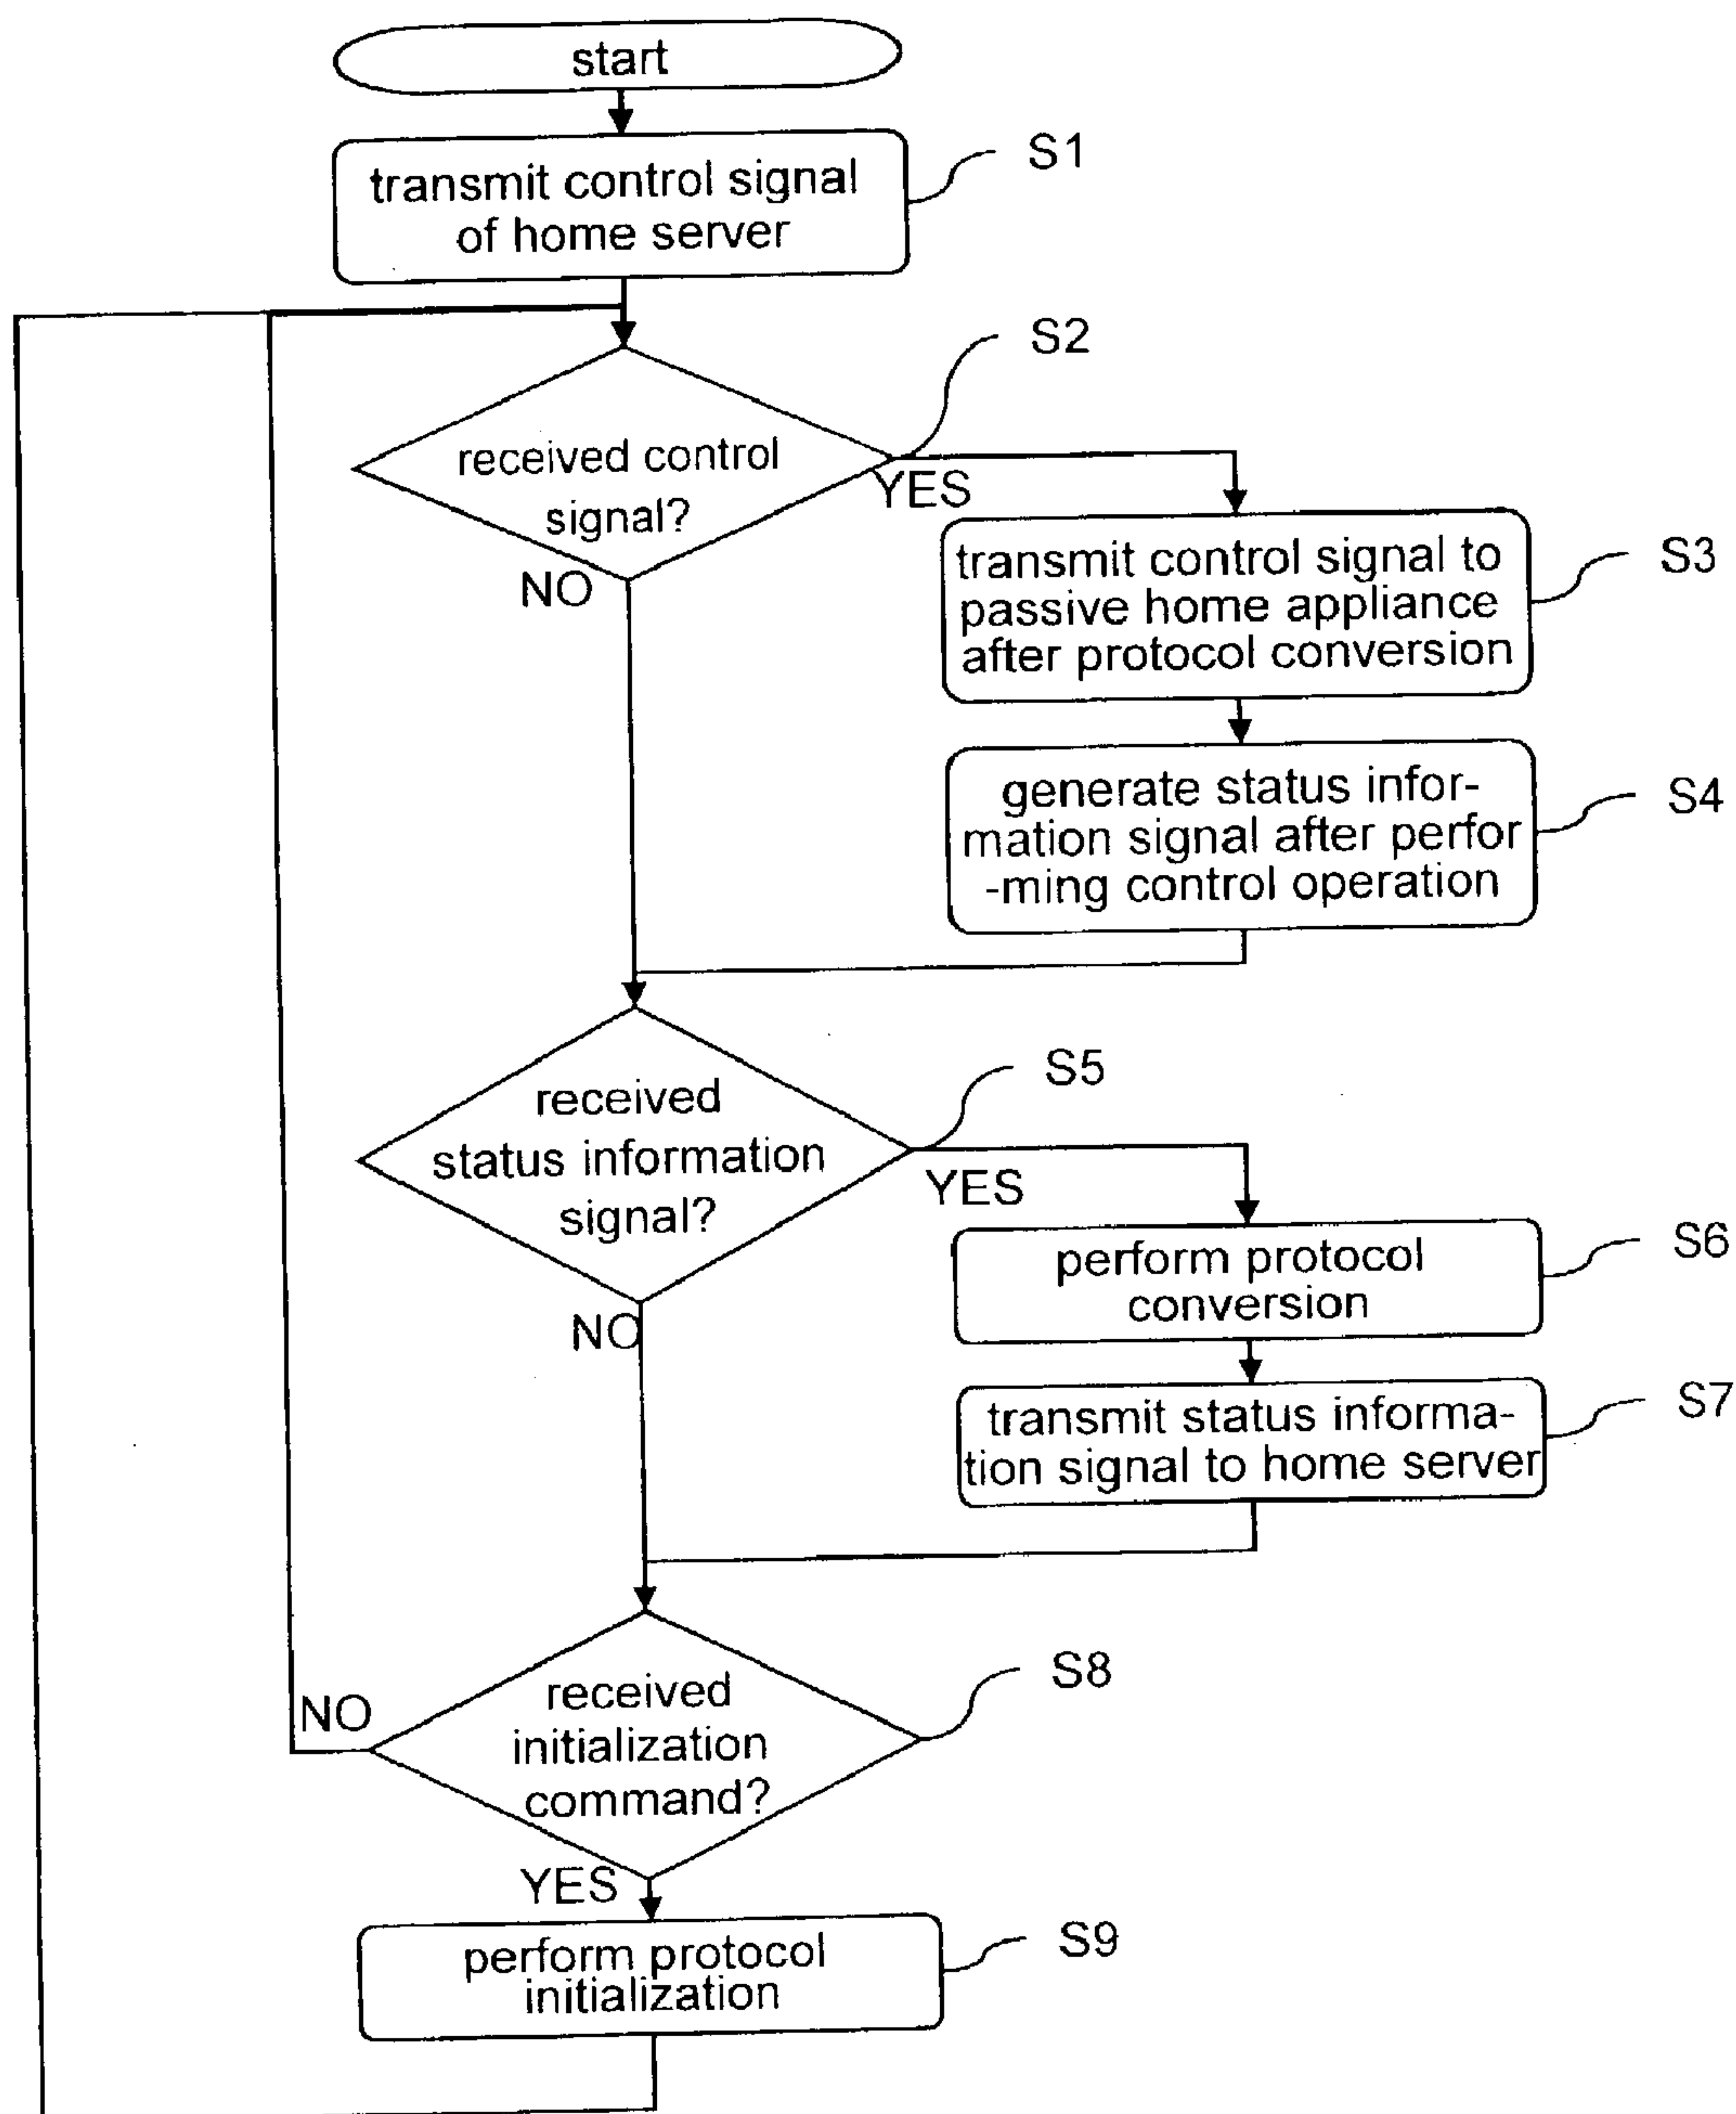 start
transmit control signal
of home server
S1
S2
received control
signal?
YES
NO
transmit control signal to
passive home appliance
after protocol conversion
S3
generate status infor-
mation signal after perfor
-ming control operation
S4
received
status information
signal?
S5
YES
NO
perform protocol
conversion
S6
transmit status informa-
tion signal to home server
S7
received
initialization
command?
S8
NO
YES
perform protocol
initialization
S9